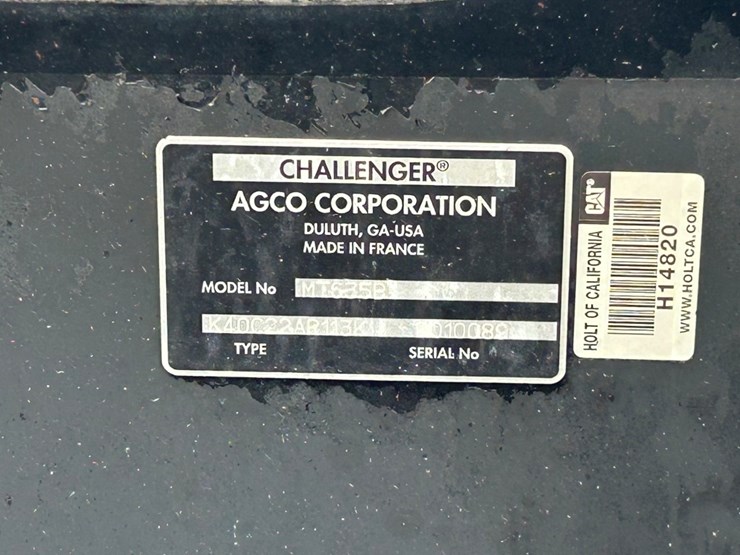 CHALLENGER®
AGCO CORPORATION
DULUTH, GA-USA
MADE IN FRANCE
MODEL No MT635B
TYPE
SERIAL No
CAT®
HOLT OF CALIFORNIA
H14820
WWW.HOLTCA.COM